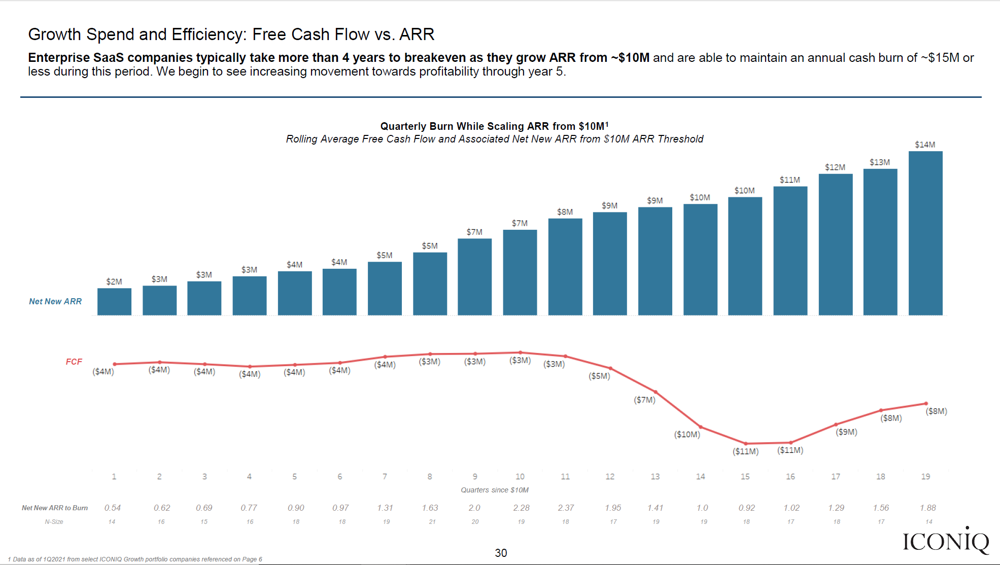 Growth Spend and Efficiency: Free Cash Flow vs. ARR
Enterprise SaaS companies typically take more than 4 years to breakeven as they grow ARR from ~$10M and are able to maintain an annual cash burn of ~$15M or
less during this period. We begin to see increasing movement towards profitability through year 5.
Quarterly Burn While Scaling ARR from $10M¹
Rolling Average Free Cash Flow and Associated Net New ARR from $10M ARR Threshold
$2M $3M $3M $3M $4M $4M $5M $5M $7M $7M $8M $9M $9M $10M $10M $11M $12M $13M $14M
Net New ARR
FCF
($4M) ($4M) ($4M) ($4M) ($4M) ($4M) ($4M) ($3M) ($3M) ($3M) ($3M) ($5M) ($7M) ($10M) ($11M) ($11M) ($9M) ($8M) ($8M)
1 2 3 4 5 6 7 8 9 10 11 12 13 14 15 16 17 18 19
Quarters since $10M
Net New ARR to Burn 0.54 0.62 0.69 0.77 0.90 0.97 1.31 1.63 2.0 2.28 2.37 1.95 1.41 1.0 0.92 1.02 1.29 1.56 1.88
N-Size 14 16 15 16 18 18 19 21 20 19 18 17 19 19 18 17 18 17 14
ICONIQ
30
1 Data as of 1Q2021 from select ICONIQ Growth portfolio companies referenced on Page 6